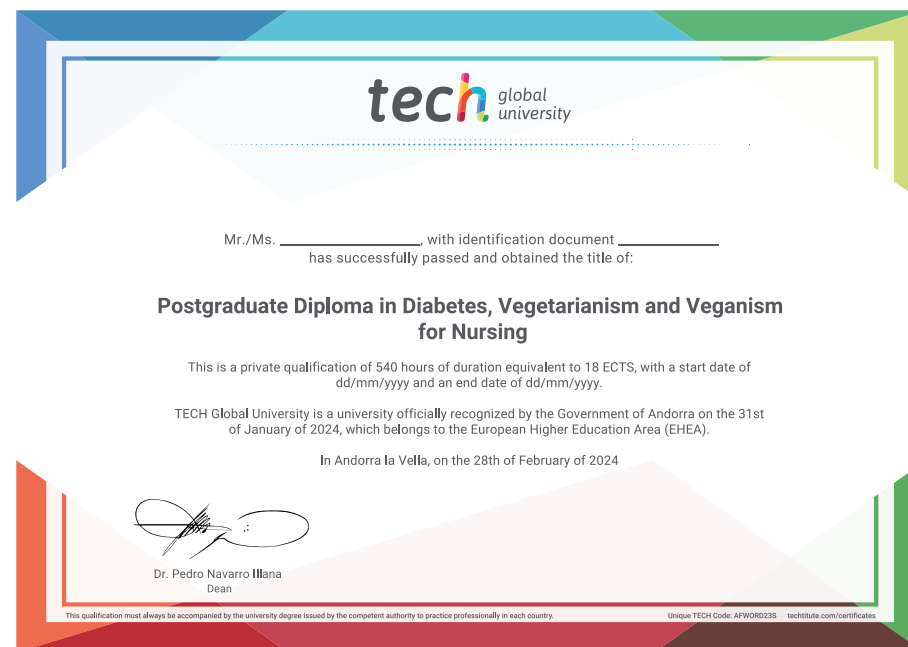 tech global
university
Mr./Ms. ____________________, with identification document ______________
has successfully passed and obtained the title of:
Postgraduate Diploma in Diabetes, Vegetarianism and Veganism
for Nursing
This is a private qualification of 540 hours of duration equivalent to 18 ECTS, with a start date of
dd/mm/yyyy and an end date of dd/mm/yyyy.
TECH Global University is a university officially recognized by the Government of Andorra on the 31st
of January of 2024, which belongs to the European Higher Education Area (EHEA).
In Andorra la Vella, on the 28th of February of 2024
Dr. Pedro Navarro Illana
Dean
This qualification must always be accompanied by the university degree issued by the competent authority to practice professionally in each country. Unique TECH Code: AFWORD23S techtitute.com/certificates